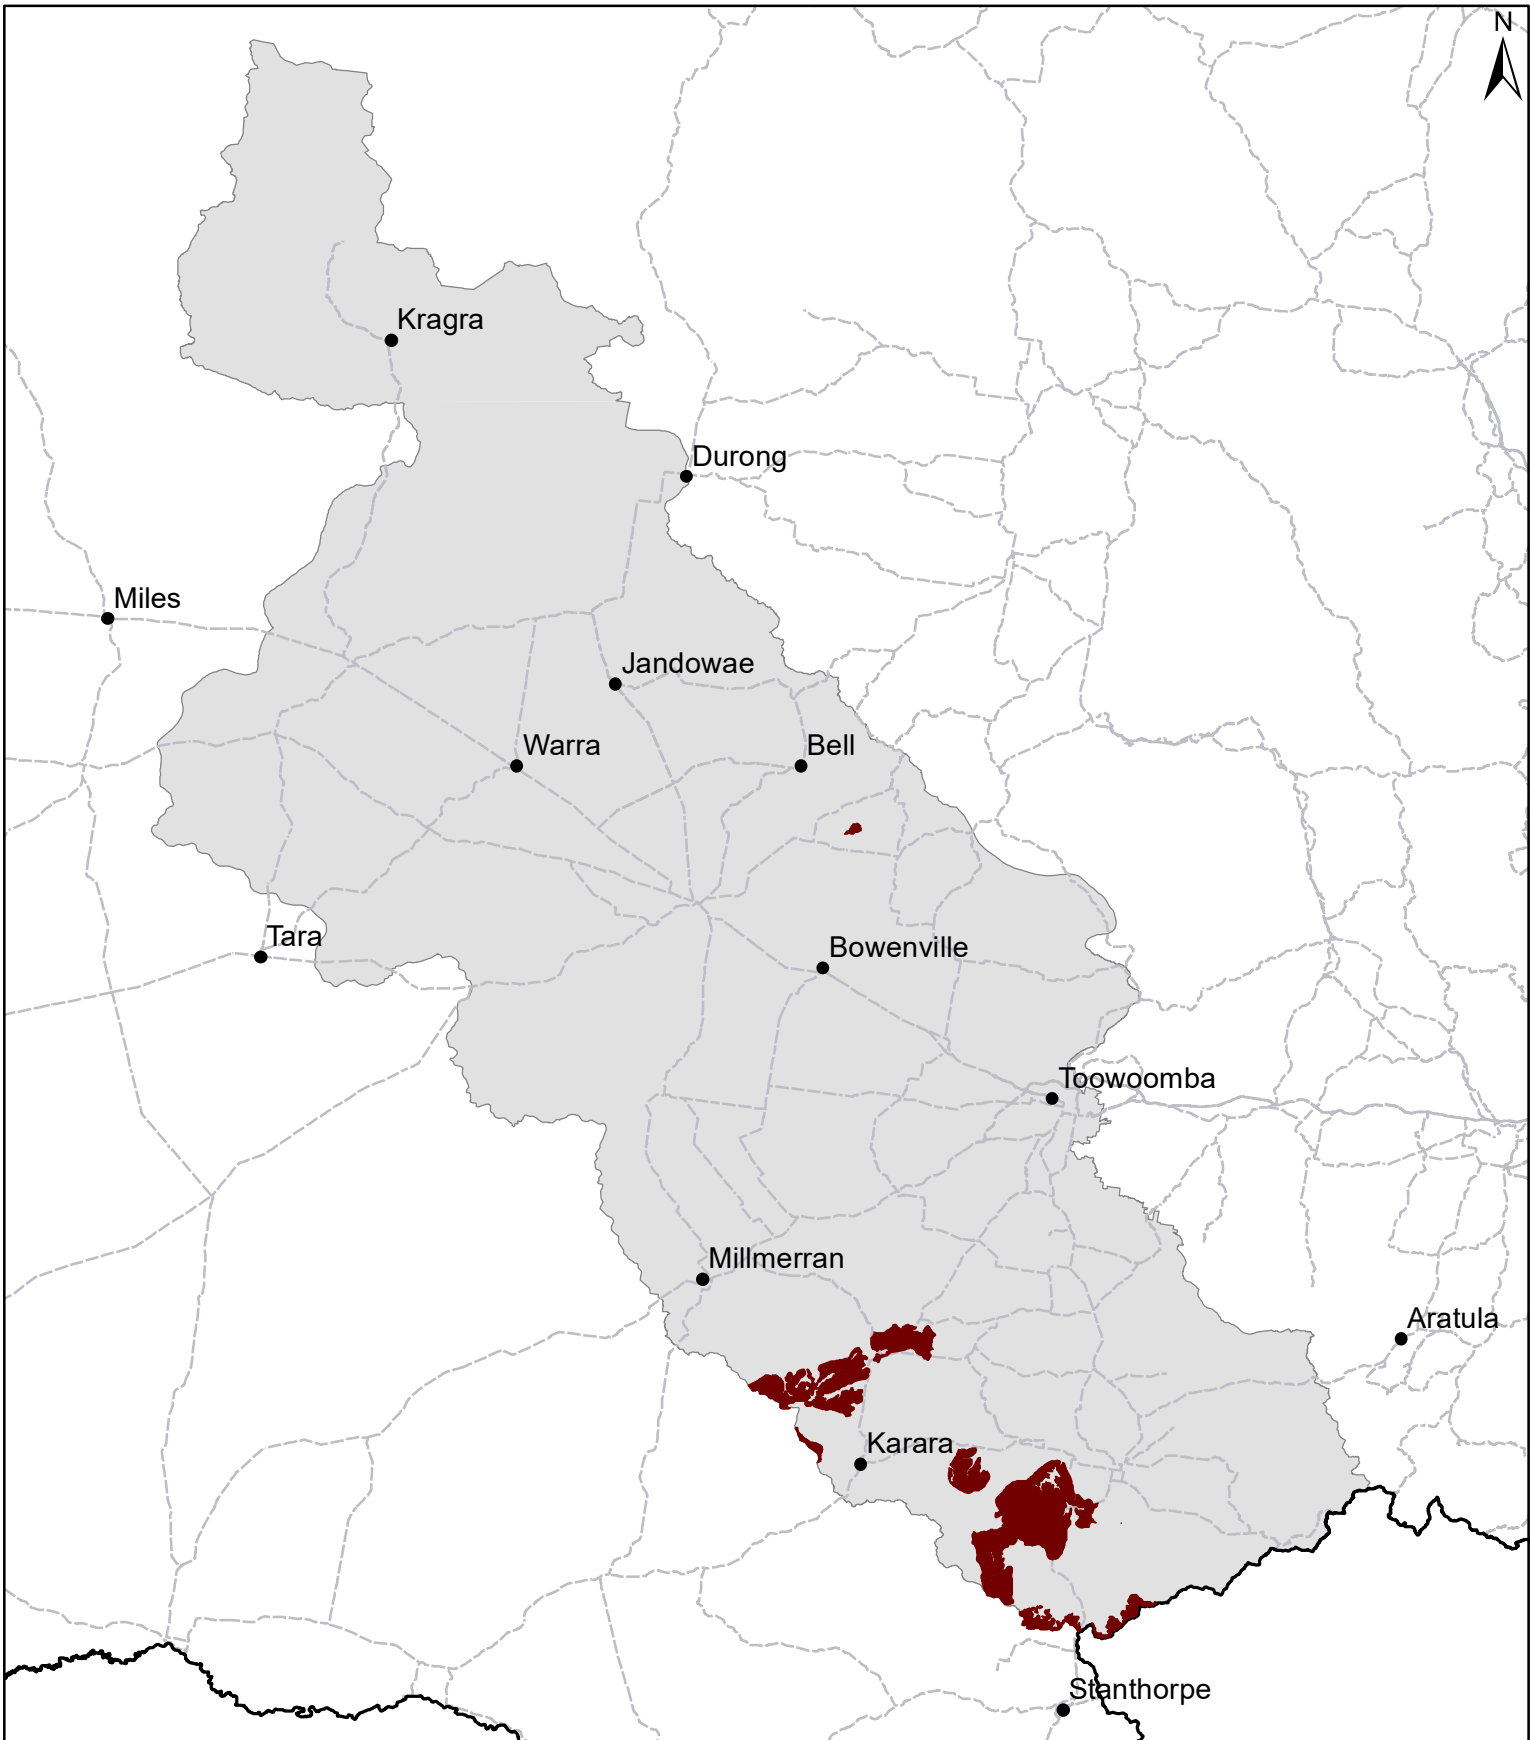 N
Kragra
Durong
Miles
Jandowae
Warra
Bell
Tara
Bowenville
Toowoomba
Millmerran
Aratula
Karara
Stanthorpe